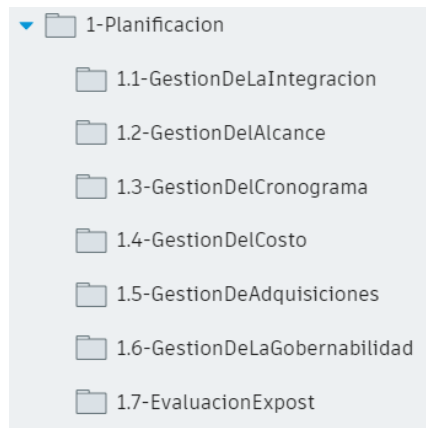 1-Planificacion
1.1-GestionDeLaIntegracion
1.2-GestionDelAlcance
1.3-GestionDelCronograma
1.4-GestionDelCosto
1.5-GestionDeAdquisiciones
1.6-GestionDeLaGobernabilidad
1.7-EvaluacionExpost